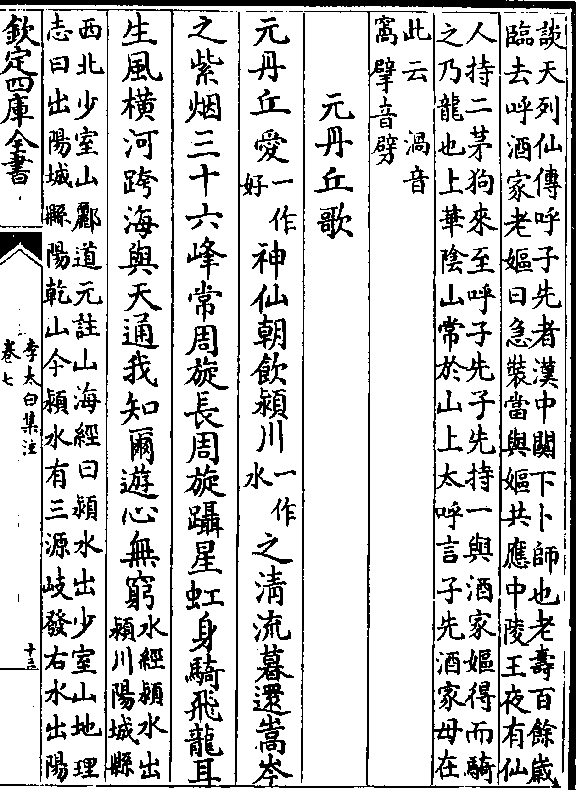 談天列仙傳呼子先者漢中關下卜師也老壽百餘歲
臨去呼酒家老嫗曰急裝當與嫗共應中陵王夜有仙
人持二茅狗來至呼子先子先持一與酒家嫗得而騎
之乃龍也上華陰山常於山上大呼言子先酒家母在
此云　渦音
窩擘音劈
元丹丘歌
元丹丘愛一作好神仙朝飲潁川一作水之清流暮還嵩岑
之紫烟三十六峰常周旋長周旋躡星虹身騎飛龍耳
生風橫河跨海與天通我知爾遊心無窮水經潁水出
潁川陽城縣
西北少室山酈道元註山海經曰潁水出少室山地理
志曰出陽城縣陽乾山今潁水有三源岐發右水出陽
欽定四庫全書
李太白集注
卷七
十三